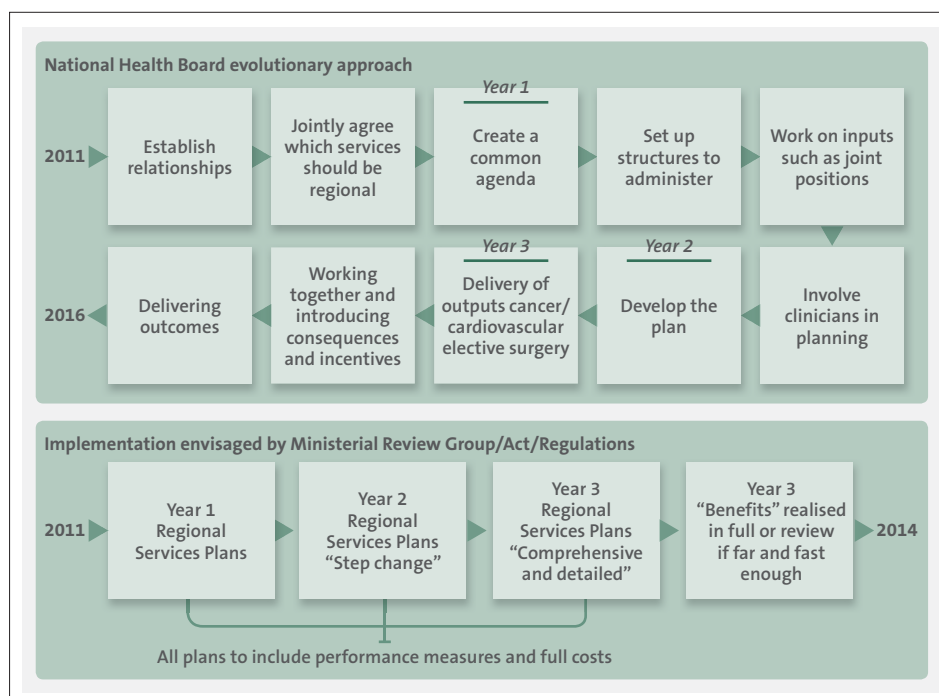 National Health Board evolutionary approach
2011
Establish
relationships
Jointly agree
which services
should be
regional
Year 1
Create a
common
agenda
Set up
structures to
administer
Work on inputs
such as joint
positions
2016
Delivering
outcomes
Working
together and
introducing
consequences
and incentives
Year 3
Delivery of
outputs cancer/
cardiovascular
elective surgery
Year 2
Develop the
plan
Involve
clinicians in
planning
Implementation envisaged by Ministerial Review Group/Act/Regulations
2011
Year 1
Regional
Services Plans
Year 2
Regional
Services Plans
“Step change”
Year 3
Regional
Services Plans
“Comprehensive
and detailed”
Year 3
“Benefits” realised
in full or review
if far and fast
enough
2014
All plans to include performance measures and full costs